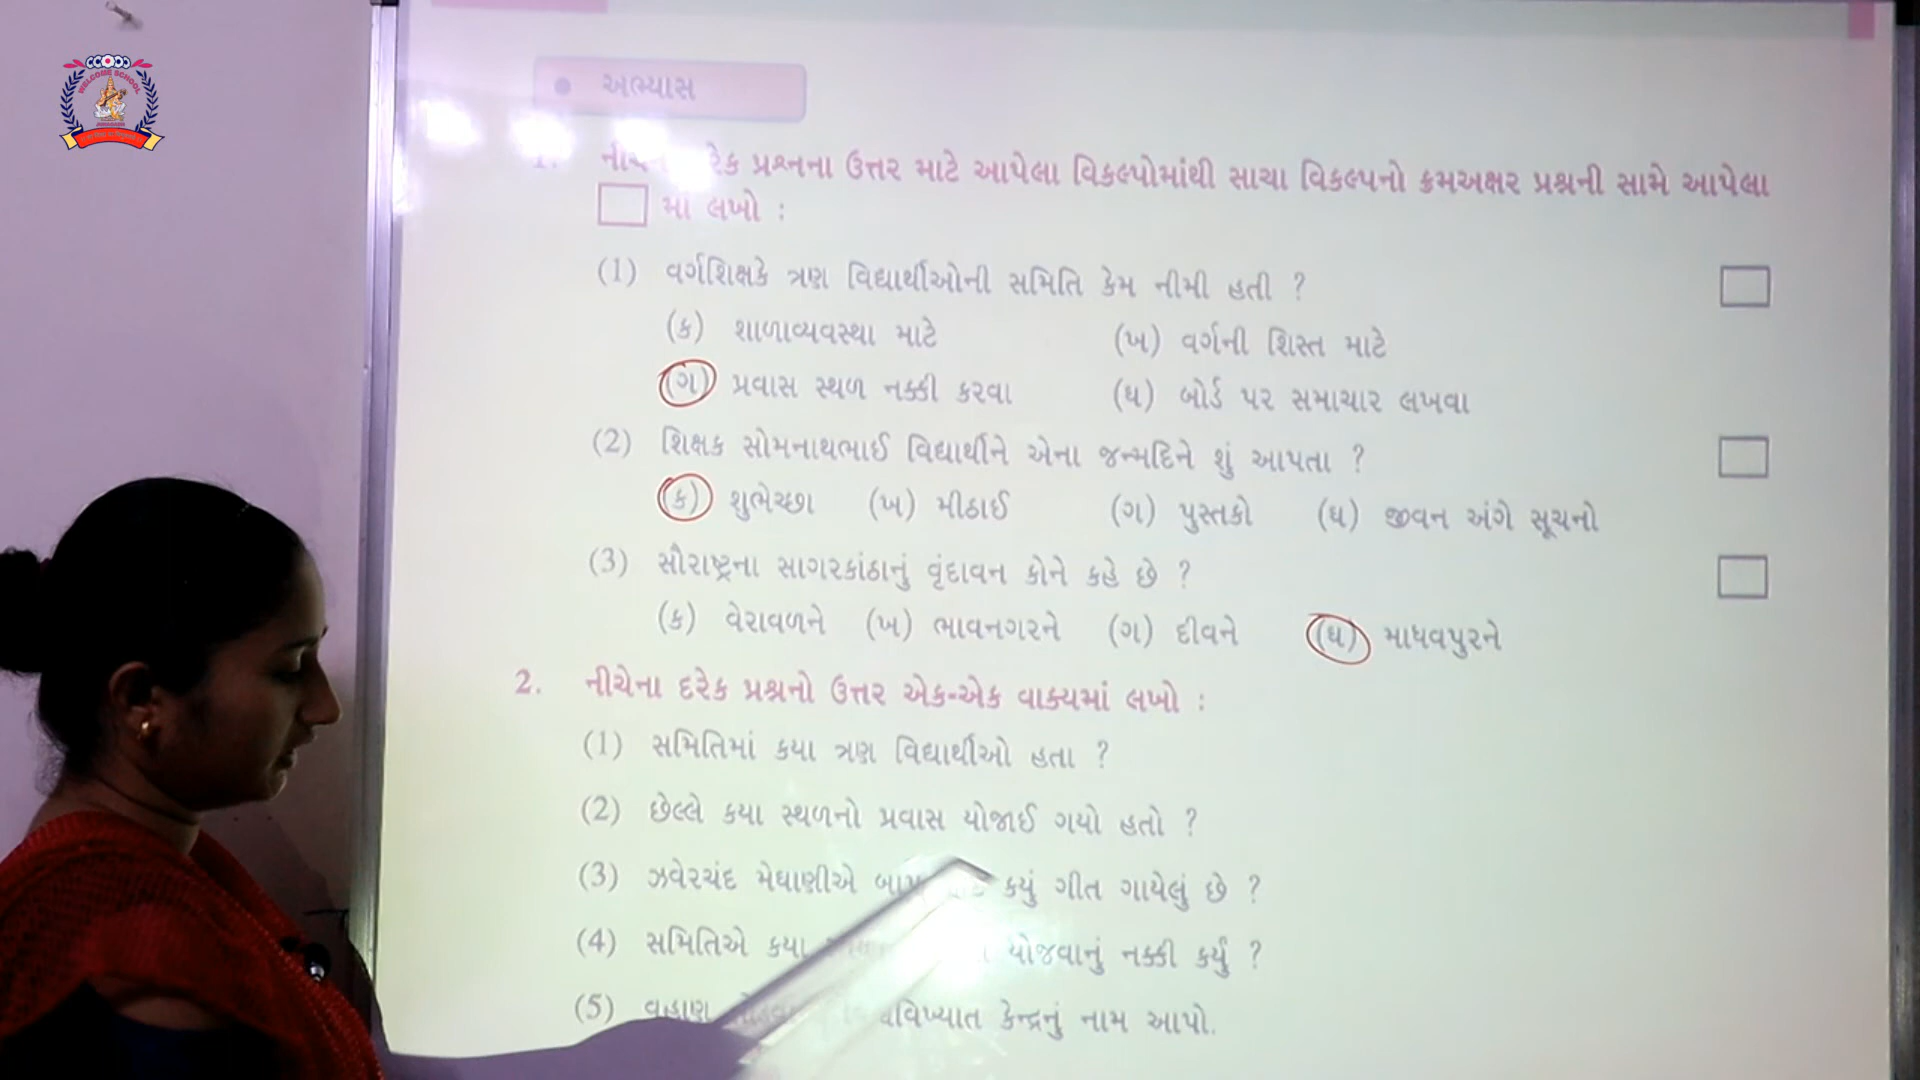 WELCOME SCHOOL
અભ્યાસ
પ્રશ્નના ઉત્તર માટે આપેલા વિકલ્પોમાંથી સાચા વિકલ્પનો ક્રમઅક્ષર પ્રશ્નની સામે આપેલા
માં લખો :
(1) વર્ગશિક્ષકે ત્રણ વિદ્યાર્થીઓની સમિતિ કેમ નીમી હતી ?
(ક) શાળાવ્યવસ્થા માટે (ખ) વર્ગની શિસ્ત માટે
(ગ) પ્રવાસ સ્થળ નક્કી કરવા (ઘ) બોર્ડ પર સમાચાર લખવા
(2) શિક્ષક સોમનાથભાઈ વિદ્યાર્થીને એના જન્મદિને શું આપતા ?
(ક) શુભેચ્છા (ખ) મીઠાઈ (ગ) પુસ્તકો (ઘ) જીવન અંગે સૂચનો
(3) સૌરાષ્ટ્રના સાગરકાંઠાનું વૃંદાવન કોને કહે છે ?
(ક) વેરાવળને (ખ) ભાવનગરને (ગ) દીવને (ઘ) માધવપુરને
2. નીચેના દરેક પ્રશ્નનો ઉત્તર એક-એક વાક્યમાં લખો :
(1) સમિતિમાં કયા ત્રણ વિદ્યાર્થીઓ હતા ?
(2) છેલ્લે કયા સ્થળનો પ્રવાસ યોજાઈ ગયો હતો ?
(3) ઝવેરચંદ મેઘાણીએ કયું ગીત ગાયેલું છે ?
(4) સમિતિએ કયા યોજવાનું નક્કી કર્યું ?
(5) વહાણ કેન્દ્રનું નામ આપો.